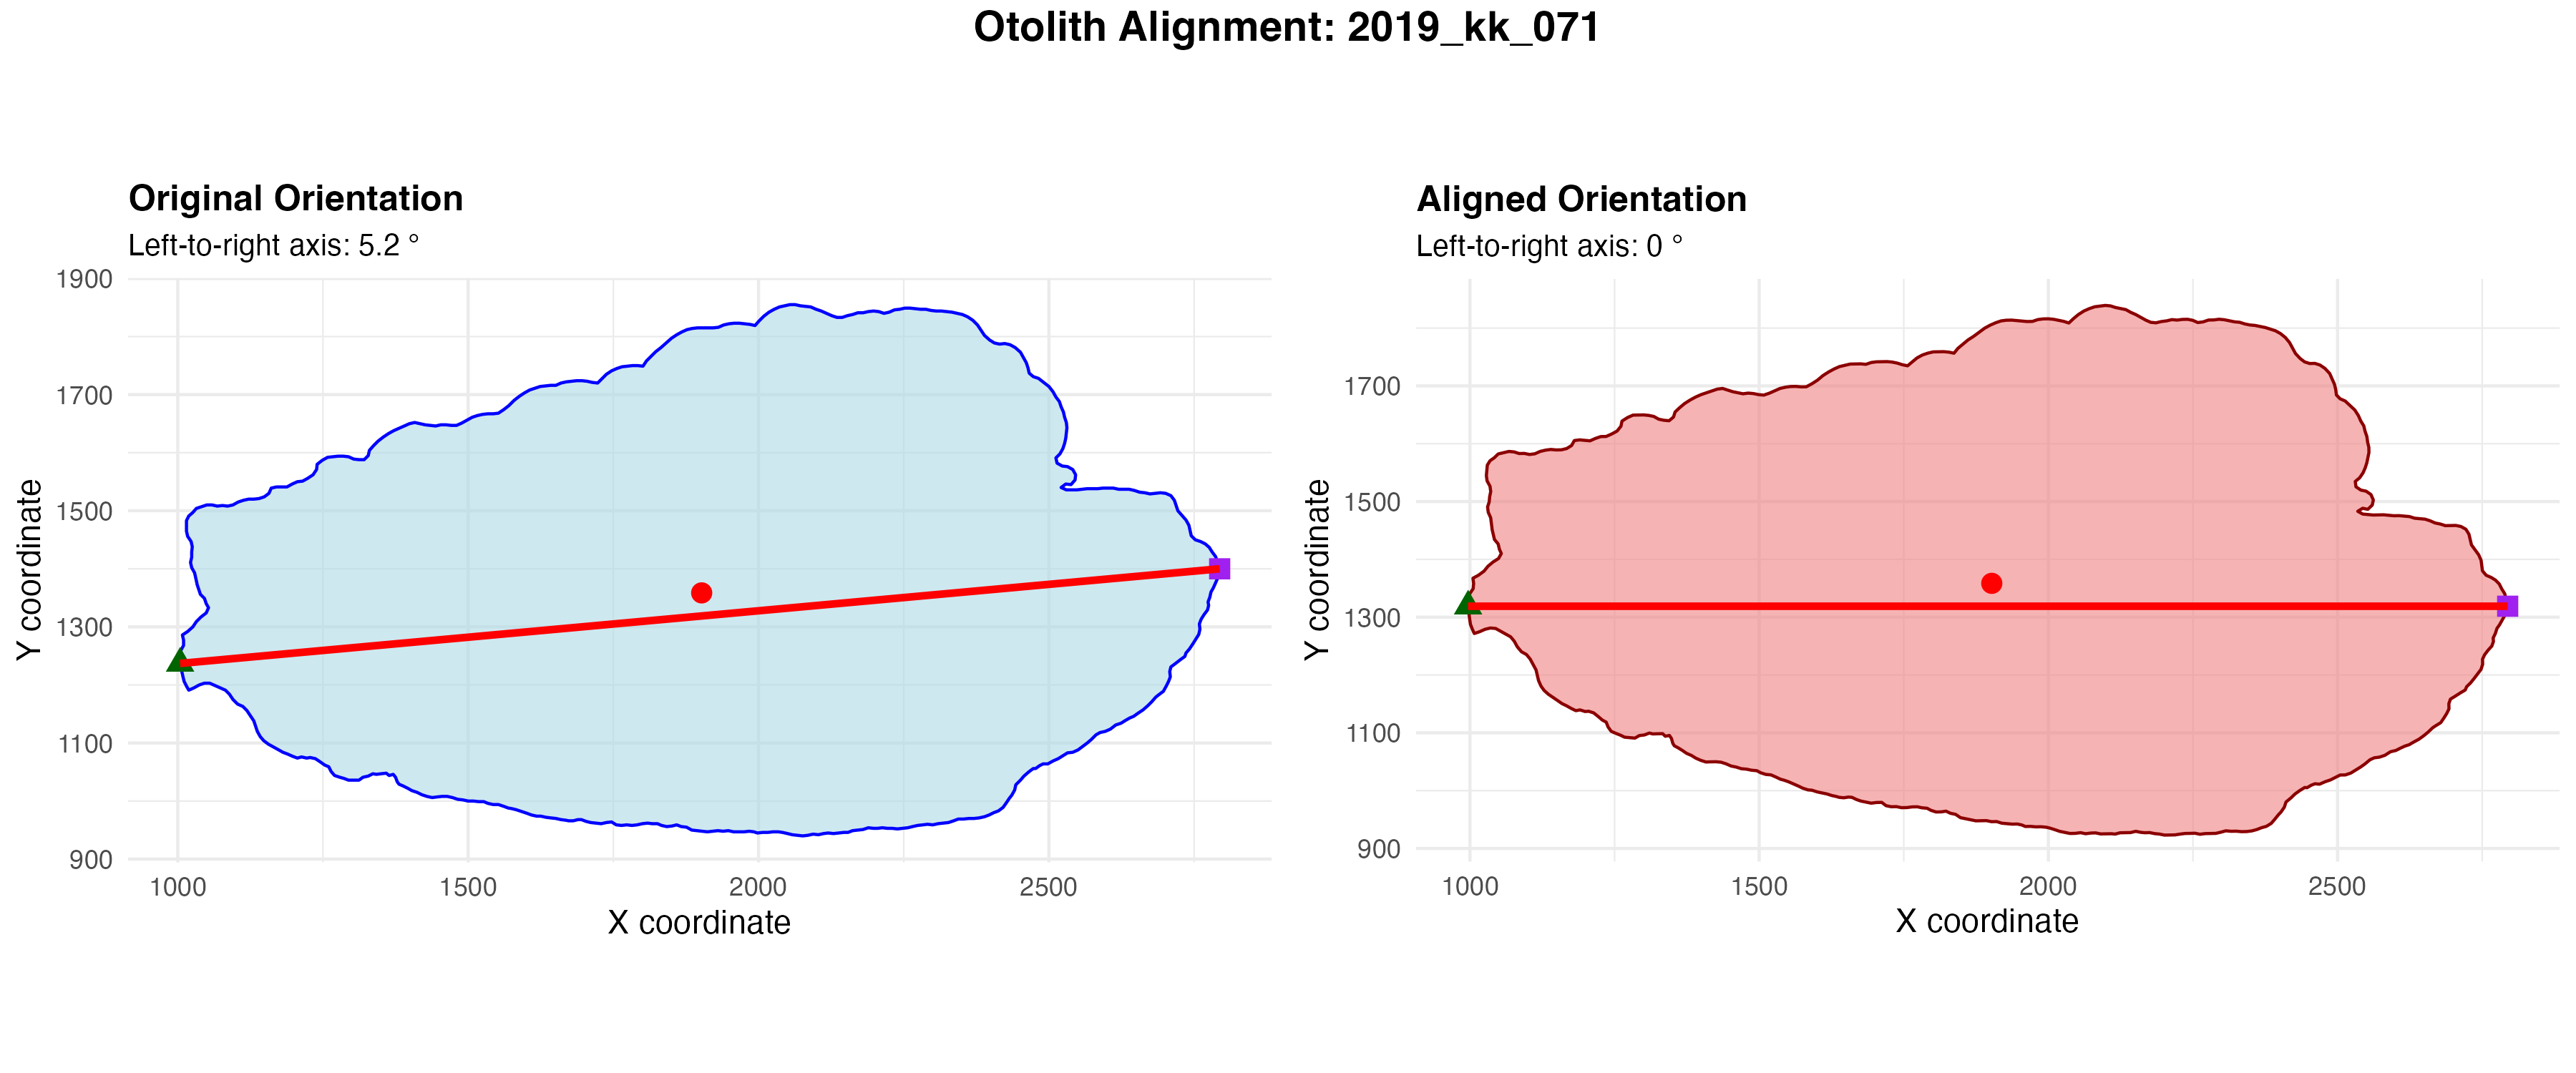 Otolith Alignment: 2019_kk_071
Original Orientation
Left-to-right axis: 5.2 °
1900
1700
1500
1300
1100
900
Y coordinate
1000 1500 2000 2500
X coordinate
Aligned Orientation
Left-to-right axis: 0 °
1700
1500
1300
1100
900
Y coordinate
1000 1500 2000 2500
X coordinate